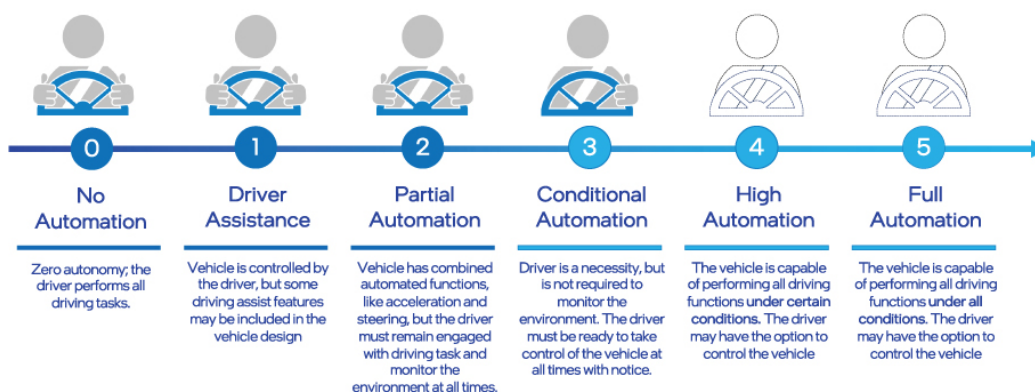 0
No
Automation
Zero autonomy; the
driver performs all
driving tasks.
1
Driver
Assistance
Vehicle is controlled by
the driver, but some
driving assist features
may be included in the
vehicle design
2
Partial
Automation
Vehicle has combined
automated functions,
like acceleration and
steering, but the driver
must remain engaged
with driving task and
monitor the
environment at all times.
3
Conditional
Automation
Driver is a necessity, but
is not required to
monitor the
environment. The driver
must be ready to take
control of the vehicle at
all times with notice.
4
High
Automation
The vehicle is capable
of performing all driving
functions under certain
conditions. The driver
may have the option to
control the vehicle
5
Full
Automation
The vehicle is capable
of performing all driving
functions under all
conditions. The driver
may have the option to
control the vehicle